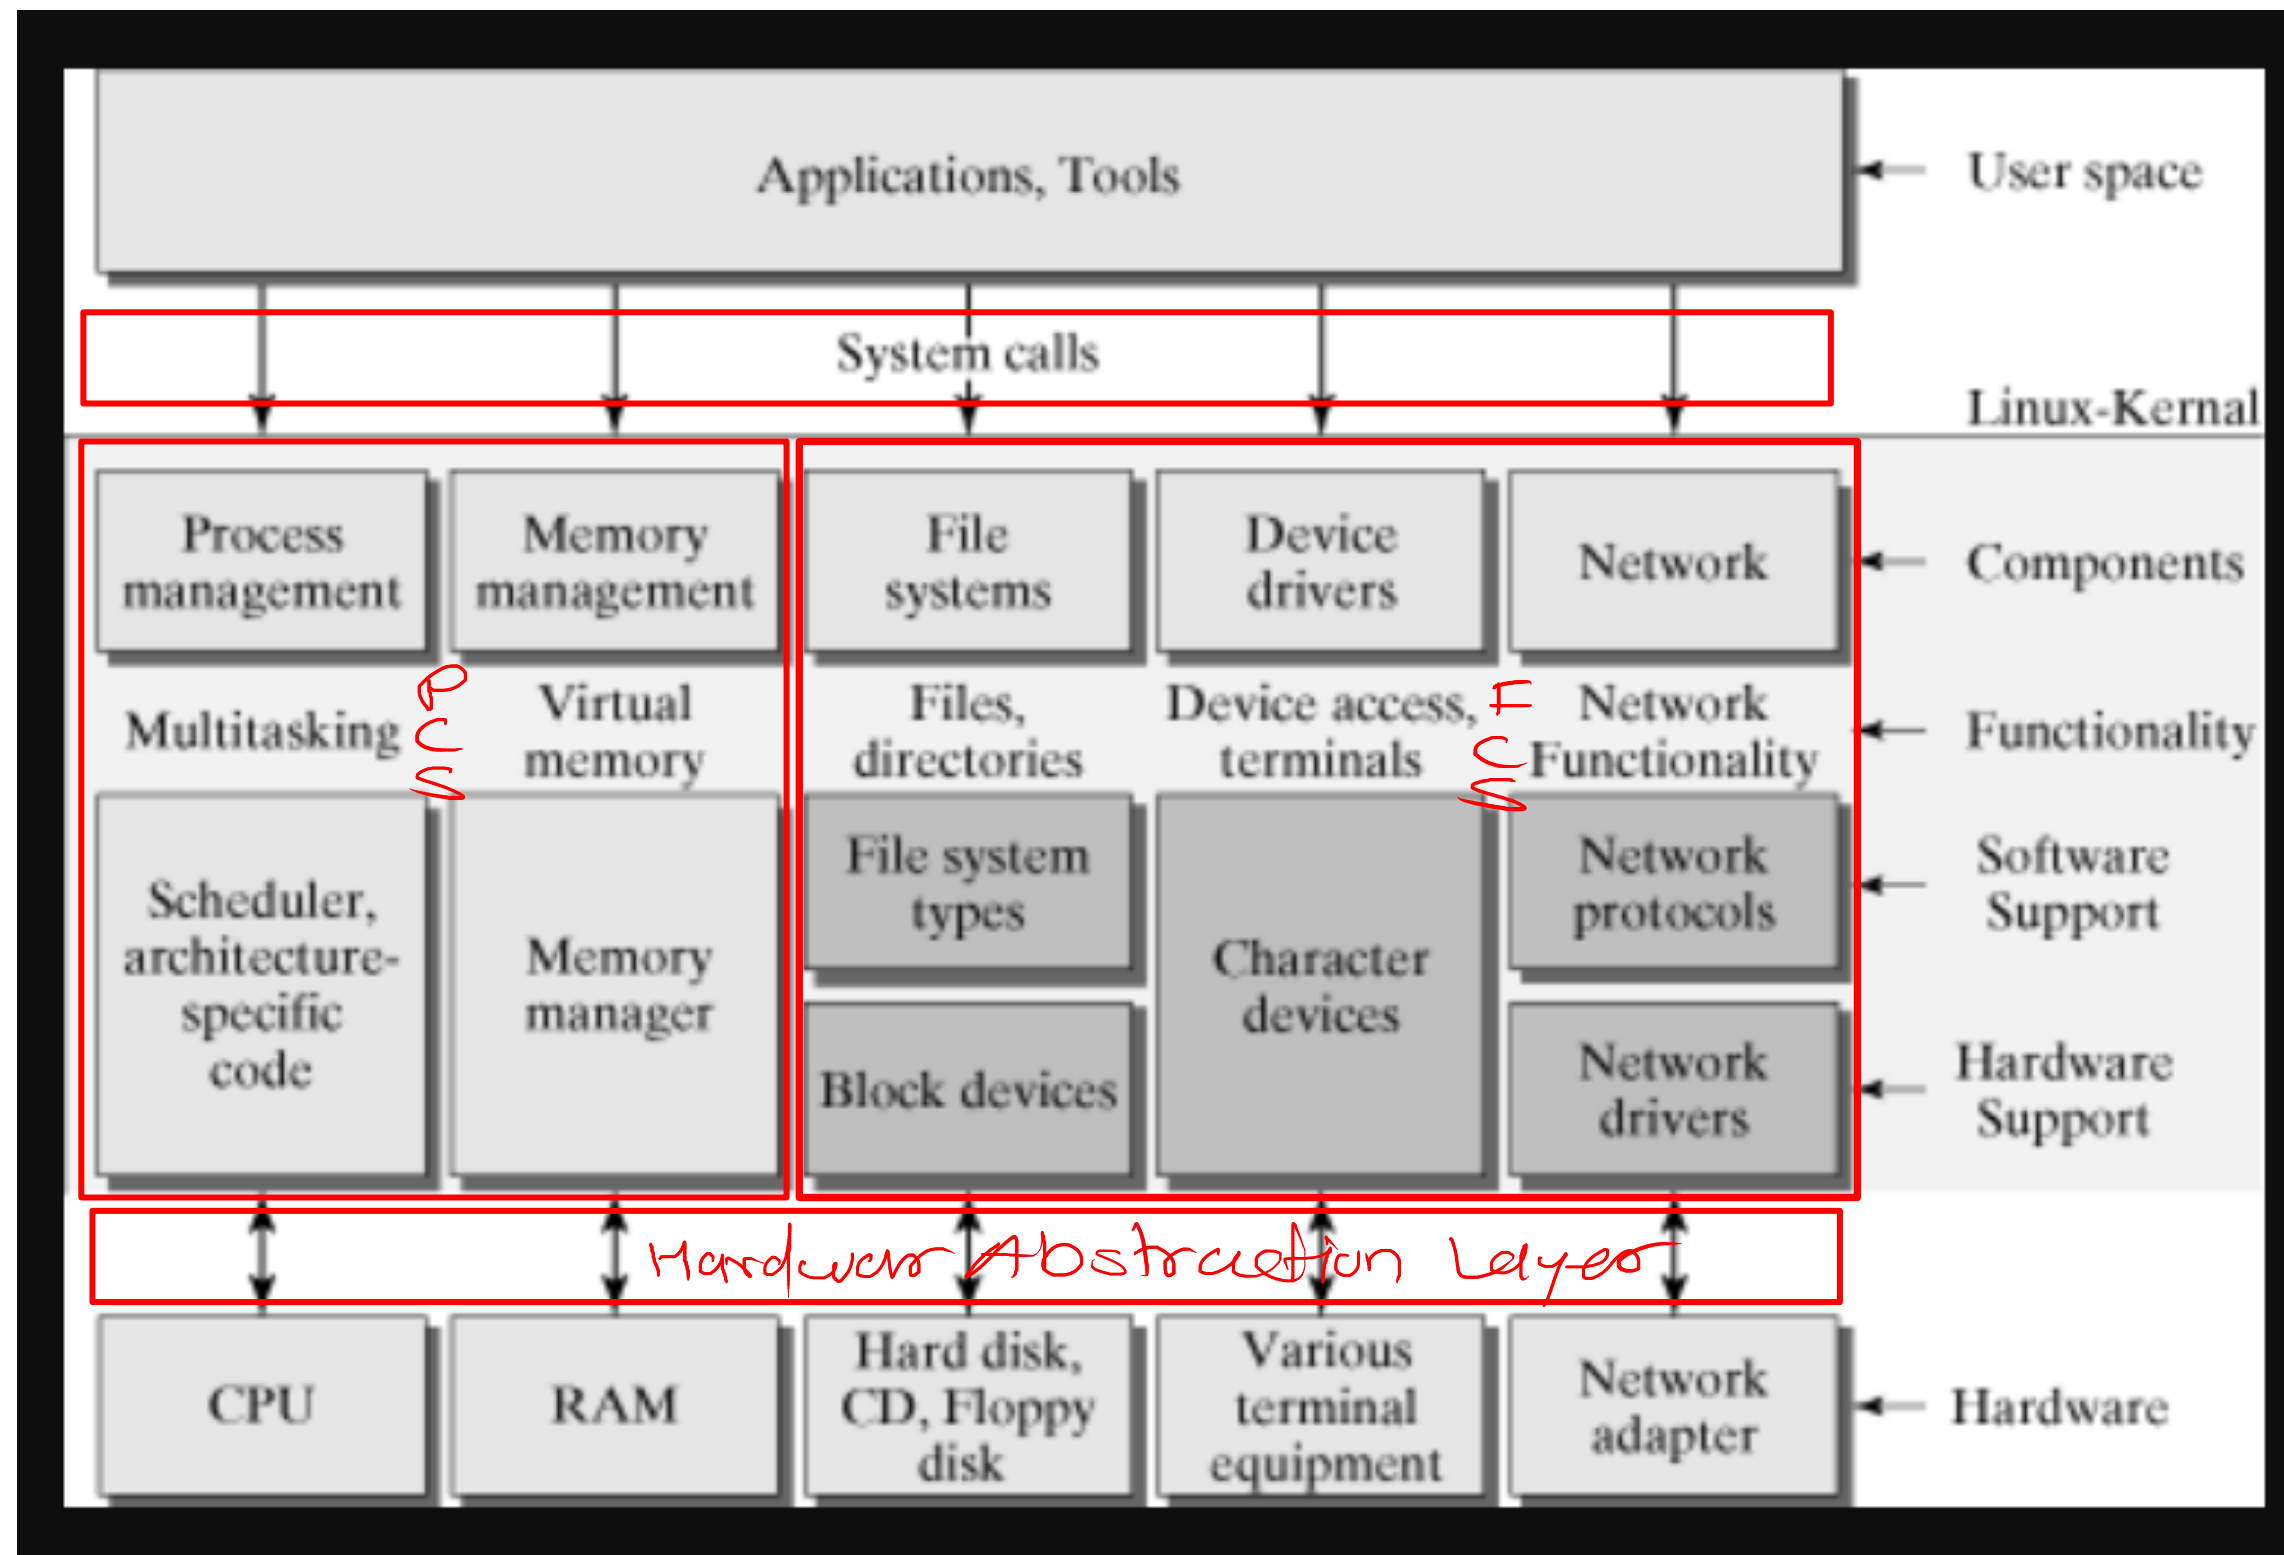 Applications, Tools
User space
System calls
Linux-Kernal
Process
management
Memory
management
File
systems
Device
drivers
Network
Components
Multitasking
P
C
S
Virtual
memory
Files,
directories
Device access,
terminals
F
C
S
Network
Functionality
Functionality
Scheduler,
architecture-
specific
code
Memory
manager
File system
types
Block devices
Character
devices
Network
protocols
Network
drivers
Software
Support
Hardware
Support
Hardwar Abstraction Layer
CPU
RAM
Hard disk,
CD, Floppy
disk
Various
terminal
equipment
Network
adapter
Hardware